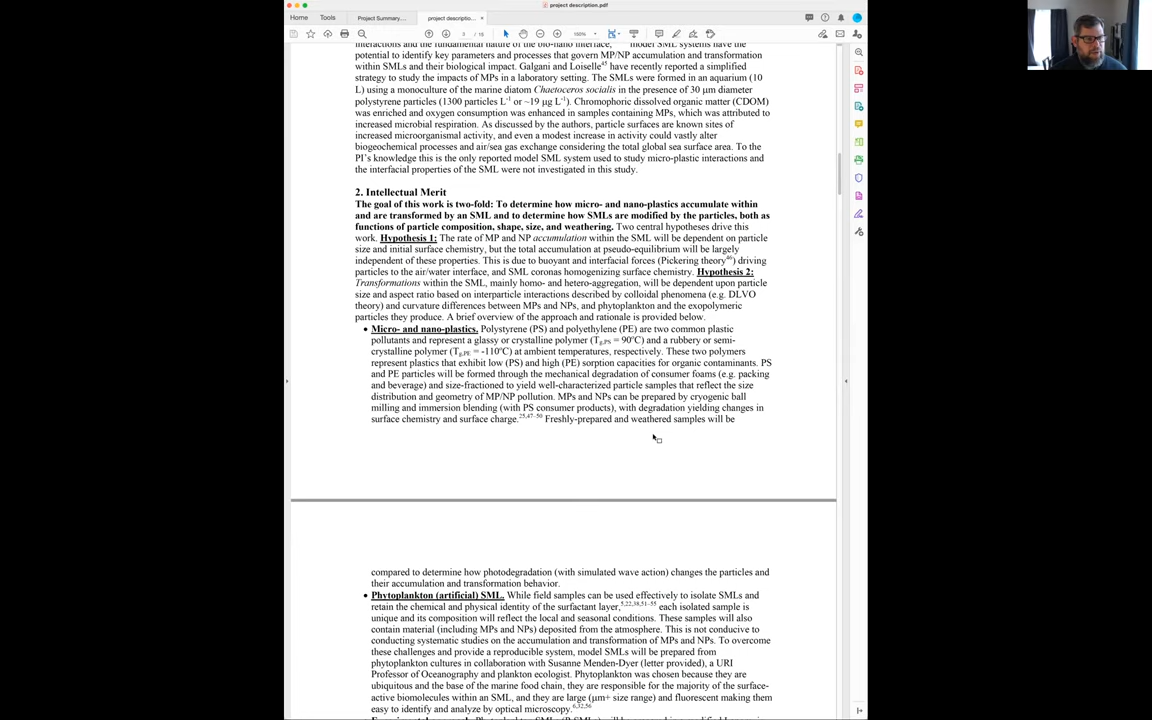 project description.pdf
Home Tools Project Summary.... project descriptio... ×
3 / 18 150%
interactions and the fundamental nature of the bio-nano interface, model SML systems have the
potential to identify key parameters and processes that govern MP/NP accumulation and transformation
within SMLs and their biological impact. Galgani and Loiselle45 have recently reported a simplified
strategy to study the impacts of MPs in a laboratory setting. The SMLs were formed in an aquarium (10
L) using a monoculture of the marine diatom Chaetoceros socialis in the presence of 30 μm diameter
polystyrene particles (1300 particles L-1 or ~19 μg L-1). Chromophoric dissolved organic matter (CDOM)
was enriched and oxygen consumption was enhanced in samples containing MPs, which was attributed to
increased microbial respiration. As discussed by the authors, particle surfaces are known sites of
increased microorganismal activity, and even a modest increase in activity could vastly alter
biogeochemical processes and air/sea gas exchange considering the total global sea surface area. To the
PI's knowledge this is the only reported model SML system used to study micro-plastic interactions and
the interfacial properties of the SML were not investigated in this study.
2. Intellectual Merit
The goal of this work is two-fold: To determine how micro- and nano-plastics accumulate within
and are transformed by an SML and to determine how SMLs are modified by the particles, both as
functions of particle composition, shape, size, and weathering. Two central hypotheses drive this
work. Hypothesis 1: The rate of MP and NP accumulation within the SML will be dependent on particle
size and initial surface chemistry, but the total accumulation at pseudo-equilibrium will be largely
independent of these properties. This is due to buoyant and interfacial forces (Pickering theory46) driving
particles to the air/water interface, and SML coronas homogenizing surface chemistry. Hypothesis 2:
Transformations within the SML, mainly homo- and hetero-aggregation, will be dependent upon particle
size and aspect ratio based on interparticle interactions described by colloidal phenomena (e.g. DLVO
theory) and curvature differences between MPs and NPs, and phytoplankton and the exopolymeric
particles they produce. A brief overview of the approach and rationale is provided below.
• Micro- and nano-plastics. Polystyrene (PS) and polyethylene (PE) are two common plastic
pollutants and represent a glassy or crystalline polymer (Tg,PS = 90ºC) and a rubbery or semi-
crystalline polymer (Tg,PE = -110ºC) at ambient temperatures, respectively. These two polymers
represent plastics that exhibit low (PS) and high (PE) sorption capacities for organic contaminants. PS
and PE particles will be formed through the mechanical degradation of consumer foams (e.g. packing
and beverage) and size-fractioned to yield well-characterized particle samples that reflect the size
distribution and geometry of MP/NP pollution. MPs and NPs can be prepared by cryogenic ball
milling and immersion blending (with PS consumer products), with degradation yielding changes in
surface chemistry and surface charge.25,47-50 Freshly-prepared and weathered samples will be
compared to determine how photodegradation (with simulated wave action) changes the particles and
their accumulation and transformation behavior.
• Phytoplankton (artificial) SML. While field samples can be used effectively to isolate SMLs and
retain the chemical and physical identity of the surfactant layer,5,22,38,51-55 each isolated sample is
unique and its composition will reflect the local and seasonal conditions. These samples will also
contain material (including MPs and NPs) deposited from the atmosphere. This is not conducive to
conducting systematic studies on the accumulation and transformation of MPs and NPs. To overcome
these challenges and provide a reproducible system, model SMLs will be prepared from
phytoplankton cultures in collaboration with Susanne Menden-Dyer (letter provided), a URI
Professor of Oceanography and plankton ecologist. Phytoplankton was chosen because they are
ubiquitous and the base of the marine food chain, they are responsible for the majority of the surface-
active biomolecules within an SML, and they are large (μm+ size range) and fluorescent making them
easy to identify and analyze by optical microscopy.6,32,56